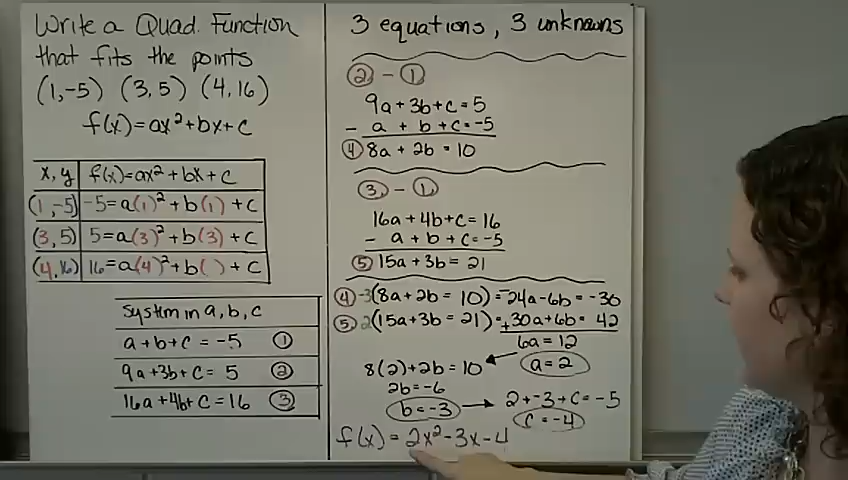 Write a Quad. Function
that fits the points
(1,-5) (3,5) (4,16)
f(x)=ax²+bx+c
x, y f(x)=ax²+bx+c
(1,-5) -5=a(1)²+b(1)+c
(3,5) 5=a(3)²+b(3)+c
(4,16) 16=a(4)²+b( )+c
System in a, b, c
a+b+c=-5 ①
9a+3b+c=5 ②
16a+4b+c=16 ③
3 equations, 3 unknowns
②-①
9a+3b+c=5
- a+b+c=-5
④ 8a+2b=10
③-①
16a+4b+c=16
- a+b+c=-5
⑤ 15a+3b=21
④ -3(8a+2b=10)=-24a-6b=-30
⑤ 2(15a+3b=21)=+30a+6b=42
6a=12
8(2)+2b=10 a=2
2b=-6
b=-3 2+-3+c=-5
c=-4
f(x)=2x²-3x-4